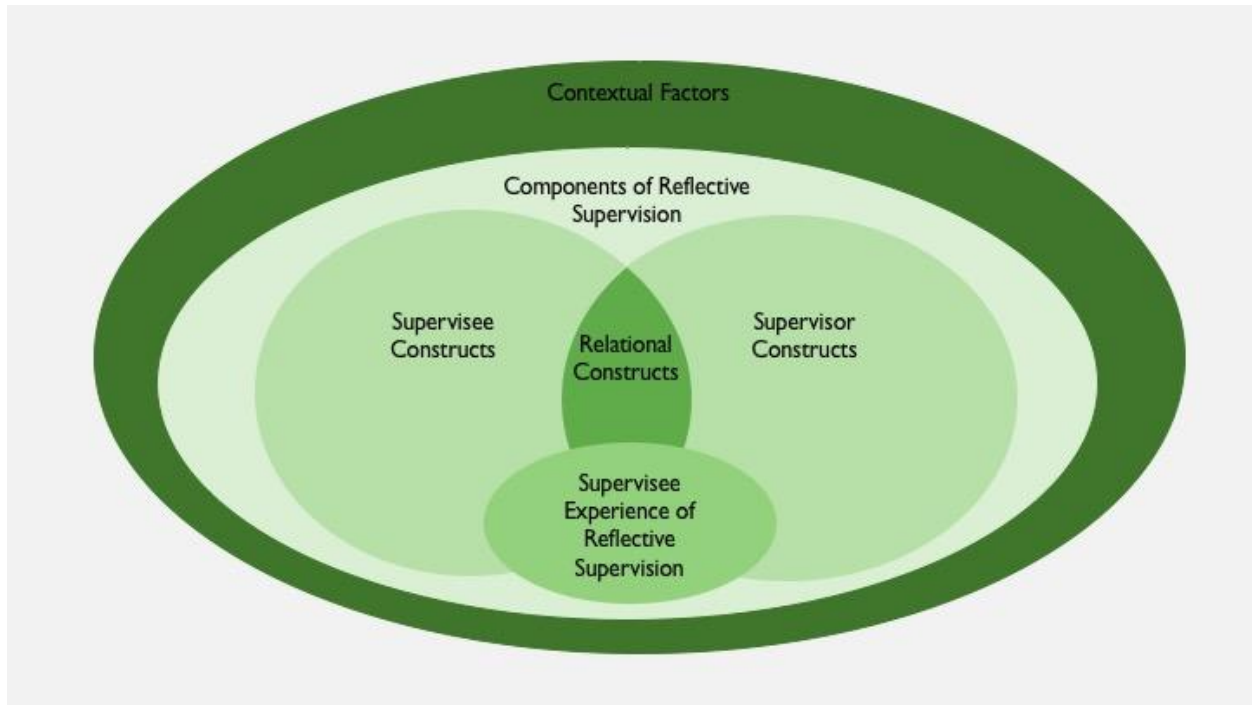 Contextual Factors
Components of Reflective
Supervision
Supervisee
Constructs
Relational
Constructs
Supervisor
Constructs
Supervisee
Experience of
Reflective
Supervision